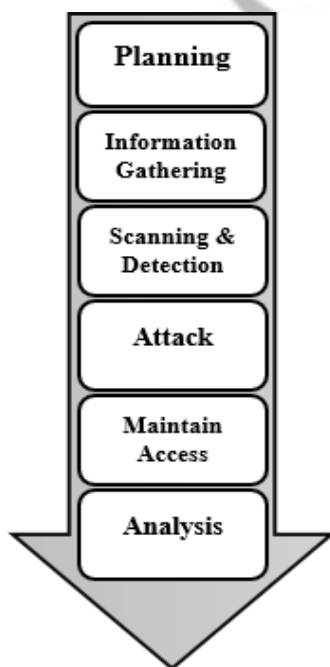 Planning
Information
Gathering
Scanning &
Detection
Attack
Maintain
Access
Analysis